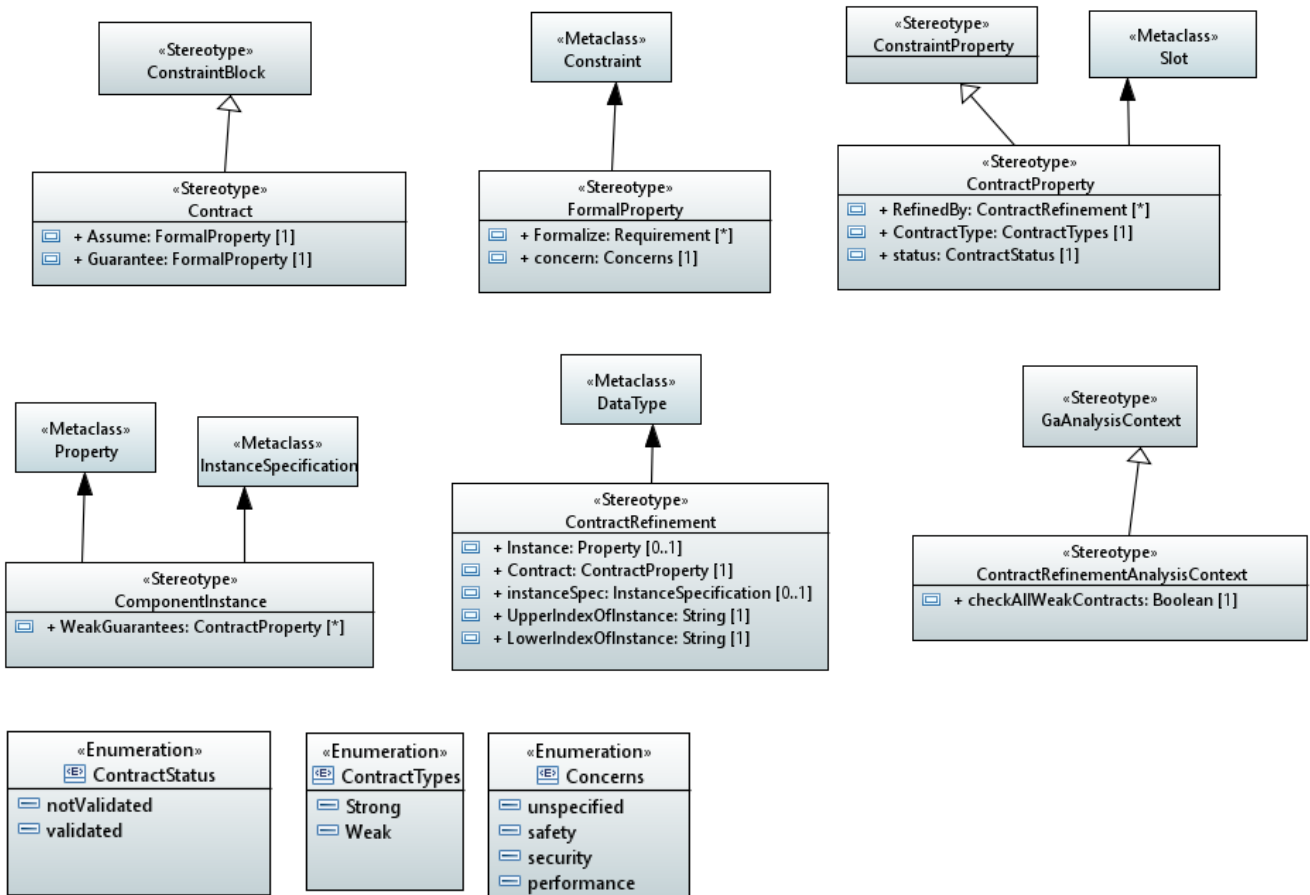 «Stereotype»
ConstraintBlock
«Metaclass»
Constraint
«Stereotype»
ConstraintProperty
«Metaclass»
Slot
«Stereotype»
Contract
+ Assume: FormalProperty [1]
+ Guarantee: FormalProperty [1]
«Stereotype»
FormalProperty
+ Formalize: Requirement [*]
+ concern: Concerns [1]
«Stereotype»
ContractProperty
+ RefinedBy: ContractRefinement [*]
+ ContractType: ContractTypes [1]
+ status: ContractStatus [1]
«Metaclass»
Property
«Metaclass»
InstanceSpecification
«Metaclass»
DataType
«Stereotype»
GaAnalysisContext
«Stereotype»
ComponentInstance
+ WeakGuarantees: ContractProperty [*]
«Stereotype»
ContractRefinement
+ Instance: Property [0..1]
+ Contract: ContractProperty [1]
+ instanceSpec: InstanceSpecification [0..1]
+ UpperIndexOfInstance: String [1]
+ LowerIndexOfInstance: String [1]
«Stereotype»
ContractRefinementAnalysisContext
+ checkAllWeakContracts: Boolean [1]
«Enumeration»
<E> ContractStatus
notValidated
validated
«Enumeration»
<E> ContractTypes
Strong
Weak
«Enumeration»
<E> Concerns
unspecified
safety
security
performance